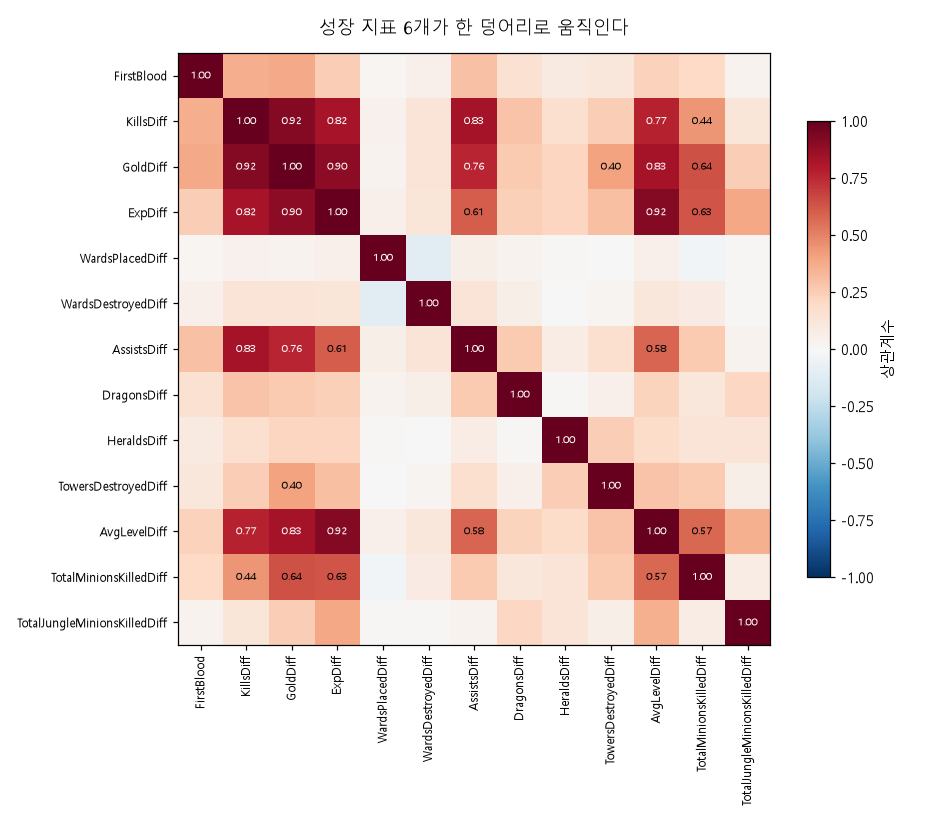 성장 지표 6개가 한 덩어리로 움직인다
FirstBlood 1.00
KillsDiff 1.00 0.92 0.82 0.83 0.77 0.44
GoldDiff 0.92 1.00 0.90 0.76 0.40 0.83 0.64
ExpDiff 0.82 0.90 1.00 0.61 0.92 0.63
WardsPlacedDiff 1.00
WardsDestroyedDiff 1.00
AssistsDiff 0.83 0.76 0.61 1.00 0.58
DragonsDiff 1.00
HeraldsDiff 1.00
TowersDestroyedDiff 0.40 1.00
AvgLevelDiff 0.77 0.83 0.92 0.58 1.00 0.57
TotalMinionsKilledDiff 0.44 0.64 0.63 0.57 1.00
TotalJungleMinionsKilledDiff 1.00
FirstBlood
KillsDiff
GoldDiff
ExpDiff
WardsPlacedDiff
WardsDestroyedDiff
AssistsDiff
DragonsDiff
HeraldsDiff
TowersDestroyedDiff
AvgLevelDiff
TotalMinionsKilledDiff
TotalJungleMinionsKilledDiff
1.00
0.75
0.50
0.25
0.00
-0.25
-0.50
-0.75
-1.00
상관계수